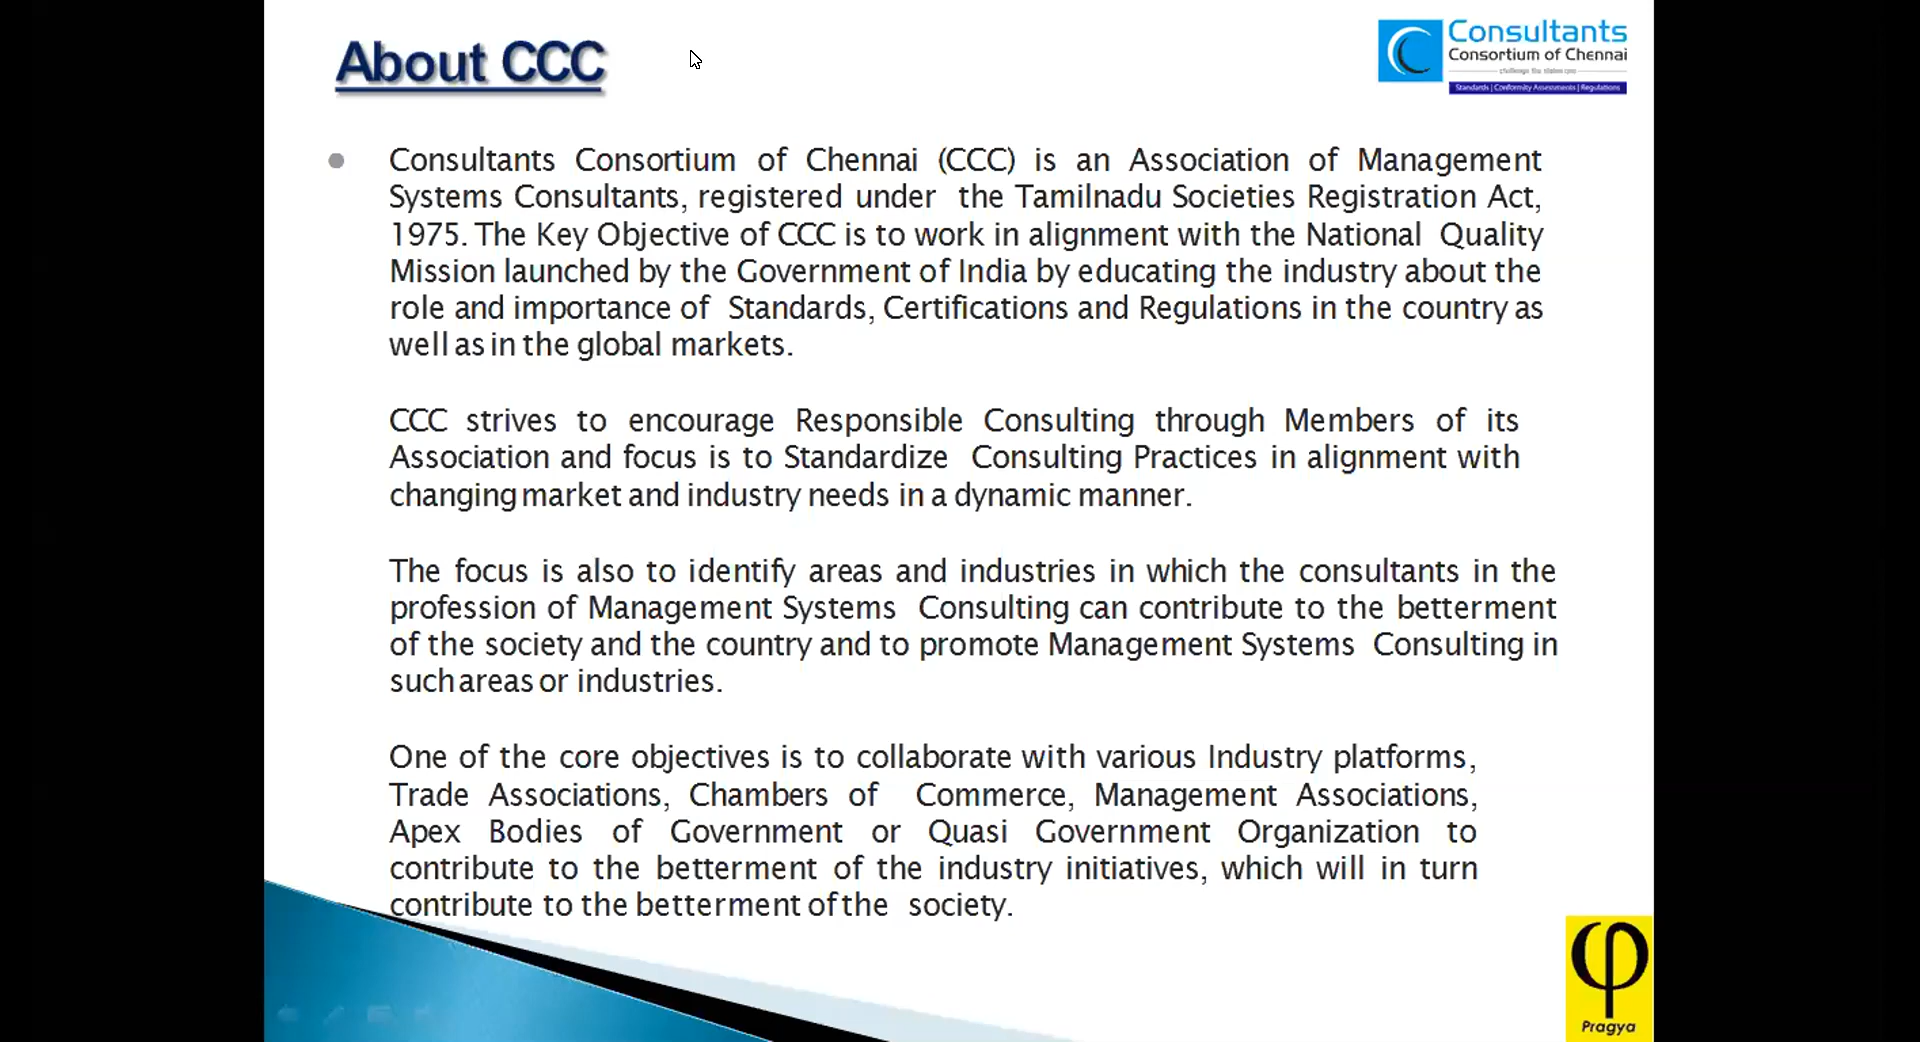 About CCC
Consultants
Consortium of Chennai
Standards | Conformity Assessments | Regulations
Consultants Consortium of Chennai (CCC) is an Association of Management
Systems Consultants, registered under the Tamilnadu Societies Registration Act,
1975. The Key Objective of CCC is to work in alignment with the National Quality
Mission launched by the Government of India by educating the industry about the
role and importance of Standards, Certifications and Regulations in the country as
well as in the global markets.
CCC strives to encourage Responsible Consulting through Members of its
Association and focus is to Standardize Consulting Practices in alignment with
changing market and industry needs in a dynamic manner.
The focus is also to identify areas and industries in which the consultants in the
profession of Management Systems Consulting can contribute to the betterment
of the society and the country and to promote Management Systems Consulting in
such areas or industries.
One of the core objectives is to collaborate with various Industry platforms,
Trade Associations, Chambers of Commerce, Management Associations,
Apex Bodies of Government or Quasi Government Organization to
contribute to the betterment of the industry initiatives, which will in turn
contribute to the betterment of the society.
φ
Pragya